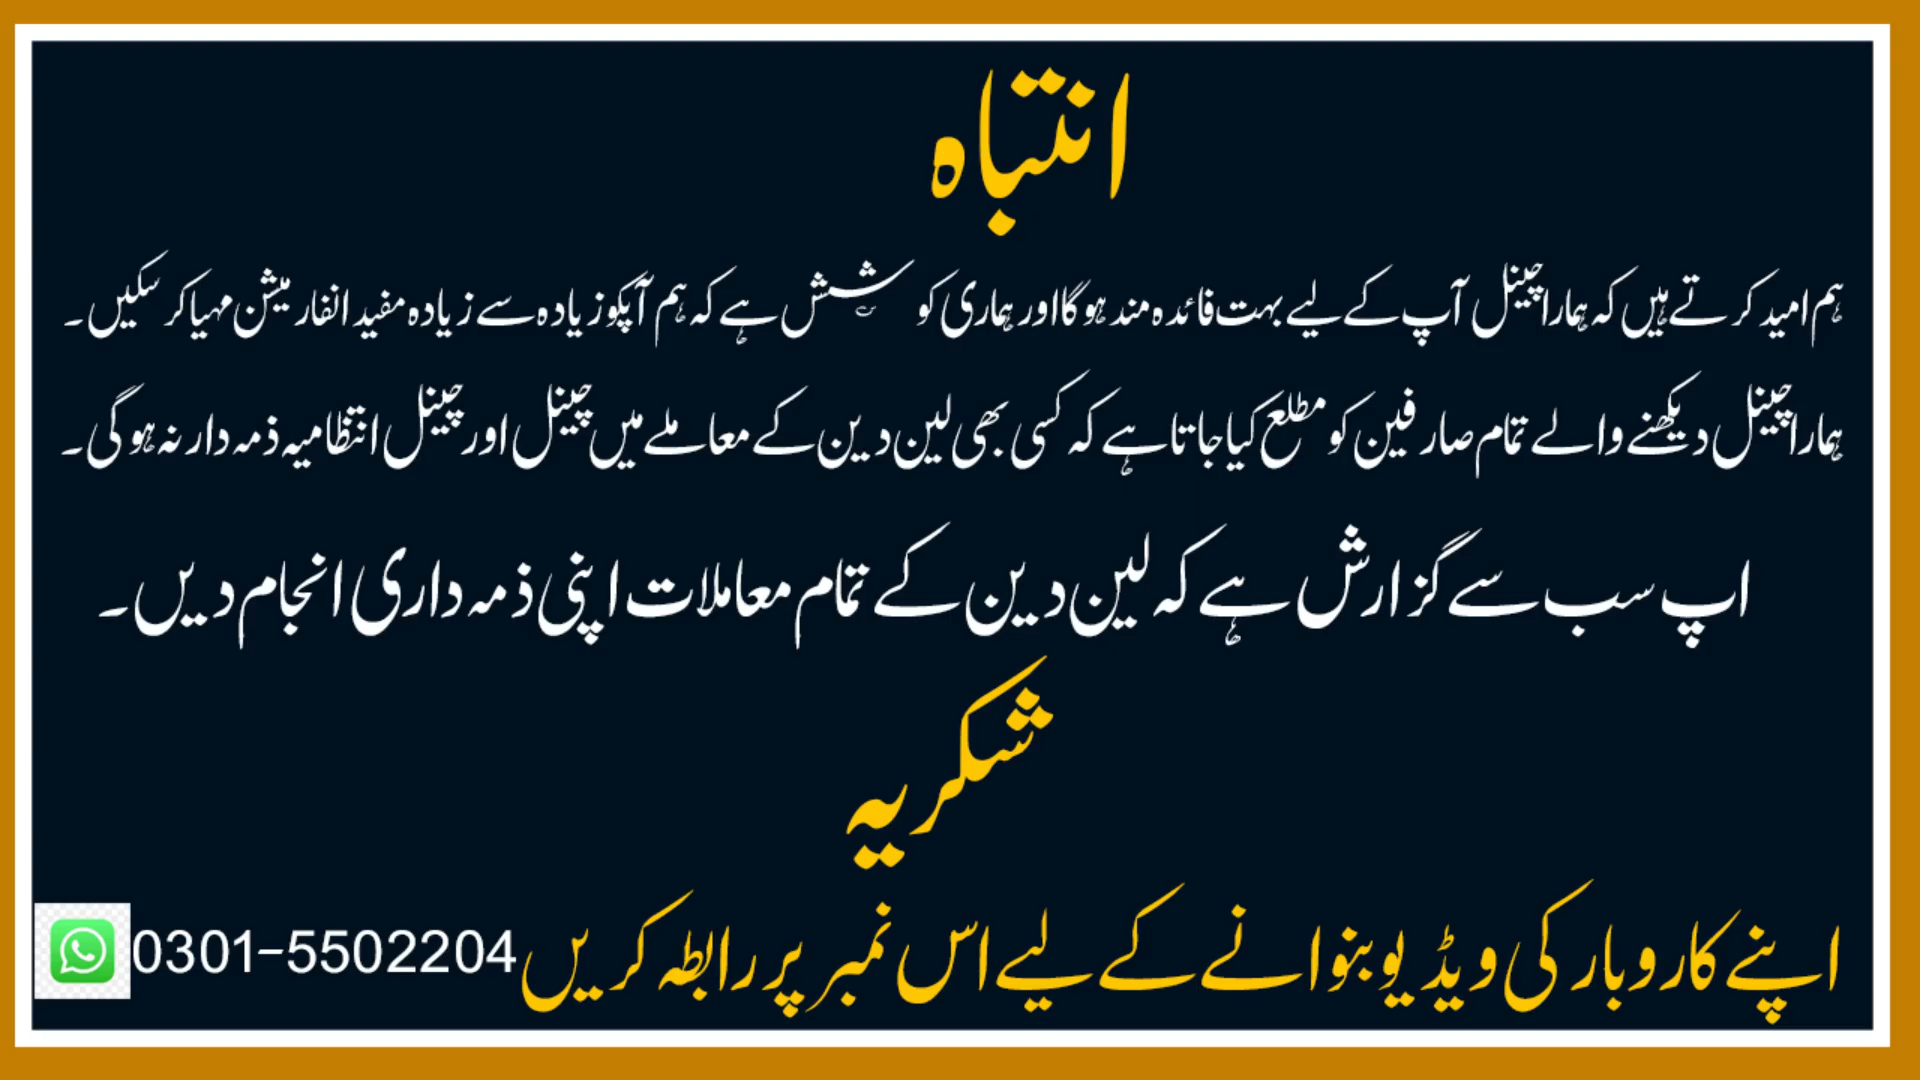 انتباہ
ہم امید کرتے ہیں کہ ہمارا چینل آپ کے لیے بہت فائدہ مند ہوگا اور ہماری کوشش ہے کہ ہم آپکو زیادہ سے زیادہ مفید انفارمیشن مہیا کر سکیں۔
ہمارا چینل دیکھنے والے تمام صارفین کو مطلع کیا جاتا ہے کہ کسی بھی لین دین کے معاملے میں چینل اور چینل انتظامیہ ذمہ دار نہ ہوگی۔
اپ سب سے گزارش ہے کہ لین دین کے تمام معاملات اپنی ذمہ داری انجام دیں۔
شکریہ
اپنے کاروبار کی ویڈیو بنوانے کے لیے اس نمبر پر رابطہ کریں 0301-5502204